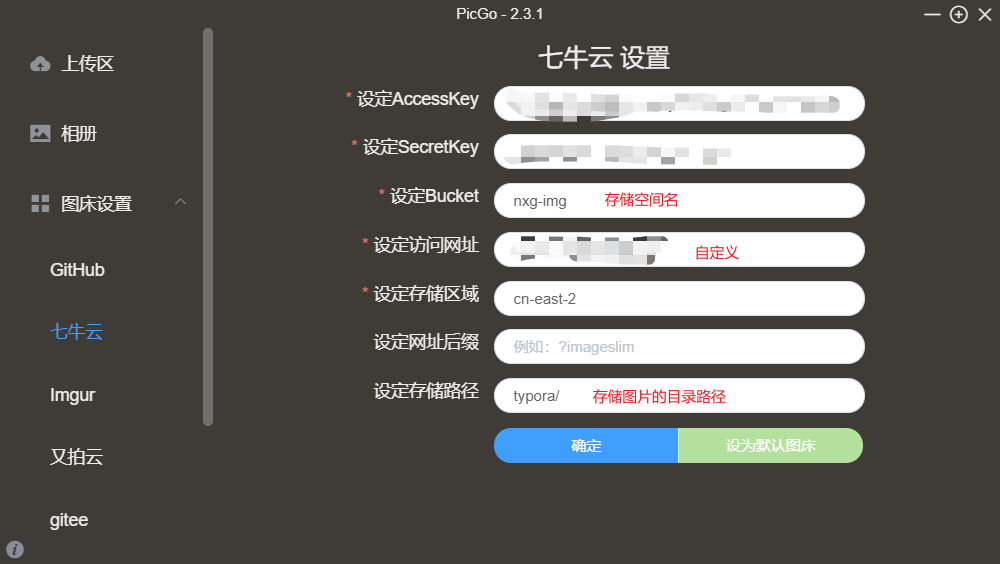 PicGo - 2.3.1
上传区
相册
图床设置
GitHub
七牛云
Imgur
又拍云
gitee
七牛云 设置
* 设定AccessKey
* 设定SecretKey
* 设定Bucket nxg-img 存储空间名
* 设定访问网址 自定义
* 设定存储区域 cn-east-2
设定网址后缀 例如：?imageslim
设定存储路径 typora/ 存储图片的目录路径
确定 设为默认图床